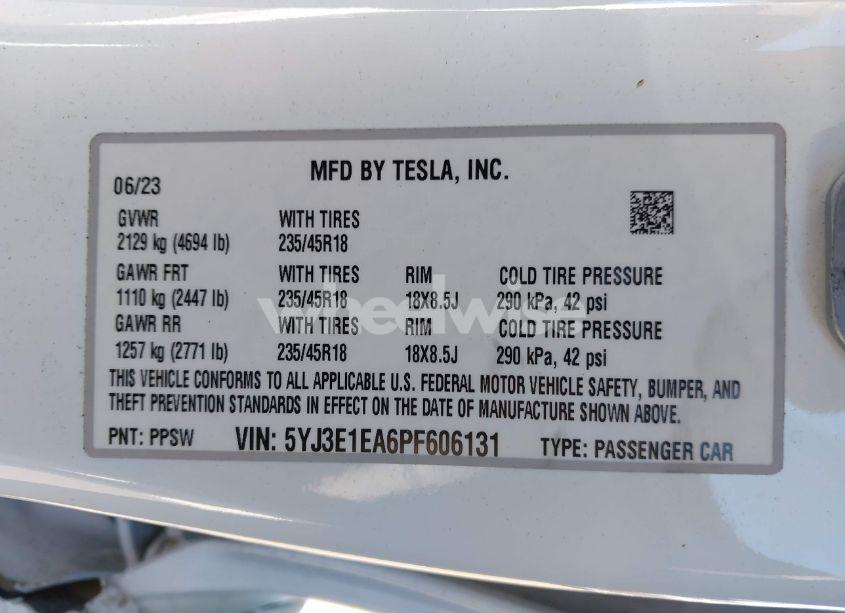 MFD BY TESLA, INC.
06/23
GVWR WITH TIRES
2129 kg (4694 lb) 235/45R18
GAWR FRT WITH TIRES RIM COLD TIRE PRESSURE
1110 kg (2447 lb) 235/45R18 18X8.5J 290 kPa, 42 psi
GAWR RR WITH TIRES RIM COLD TIRE PRESSURE
1257 kg (2771 lb) 235/45R18 18X8.5J 290 kPa, 42 psi
THIS VEHICLE CONFORMS TO ALL APPLICABLE U.S. FEDERAL MOTOR VEHICLE SAFETY, BUMPER, AND
THEFT PREVENTION STANDARDS IN EFFECT ON THE DATE OF MANUFACTURE SHOWN ABOVE.
PNT: PPSW VIN: 5YJ3E1EA6PF606131 TYPE: PASSENGER CAR
wheelwise